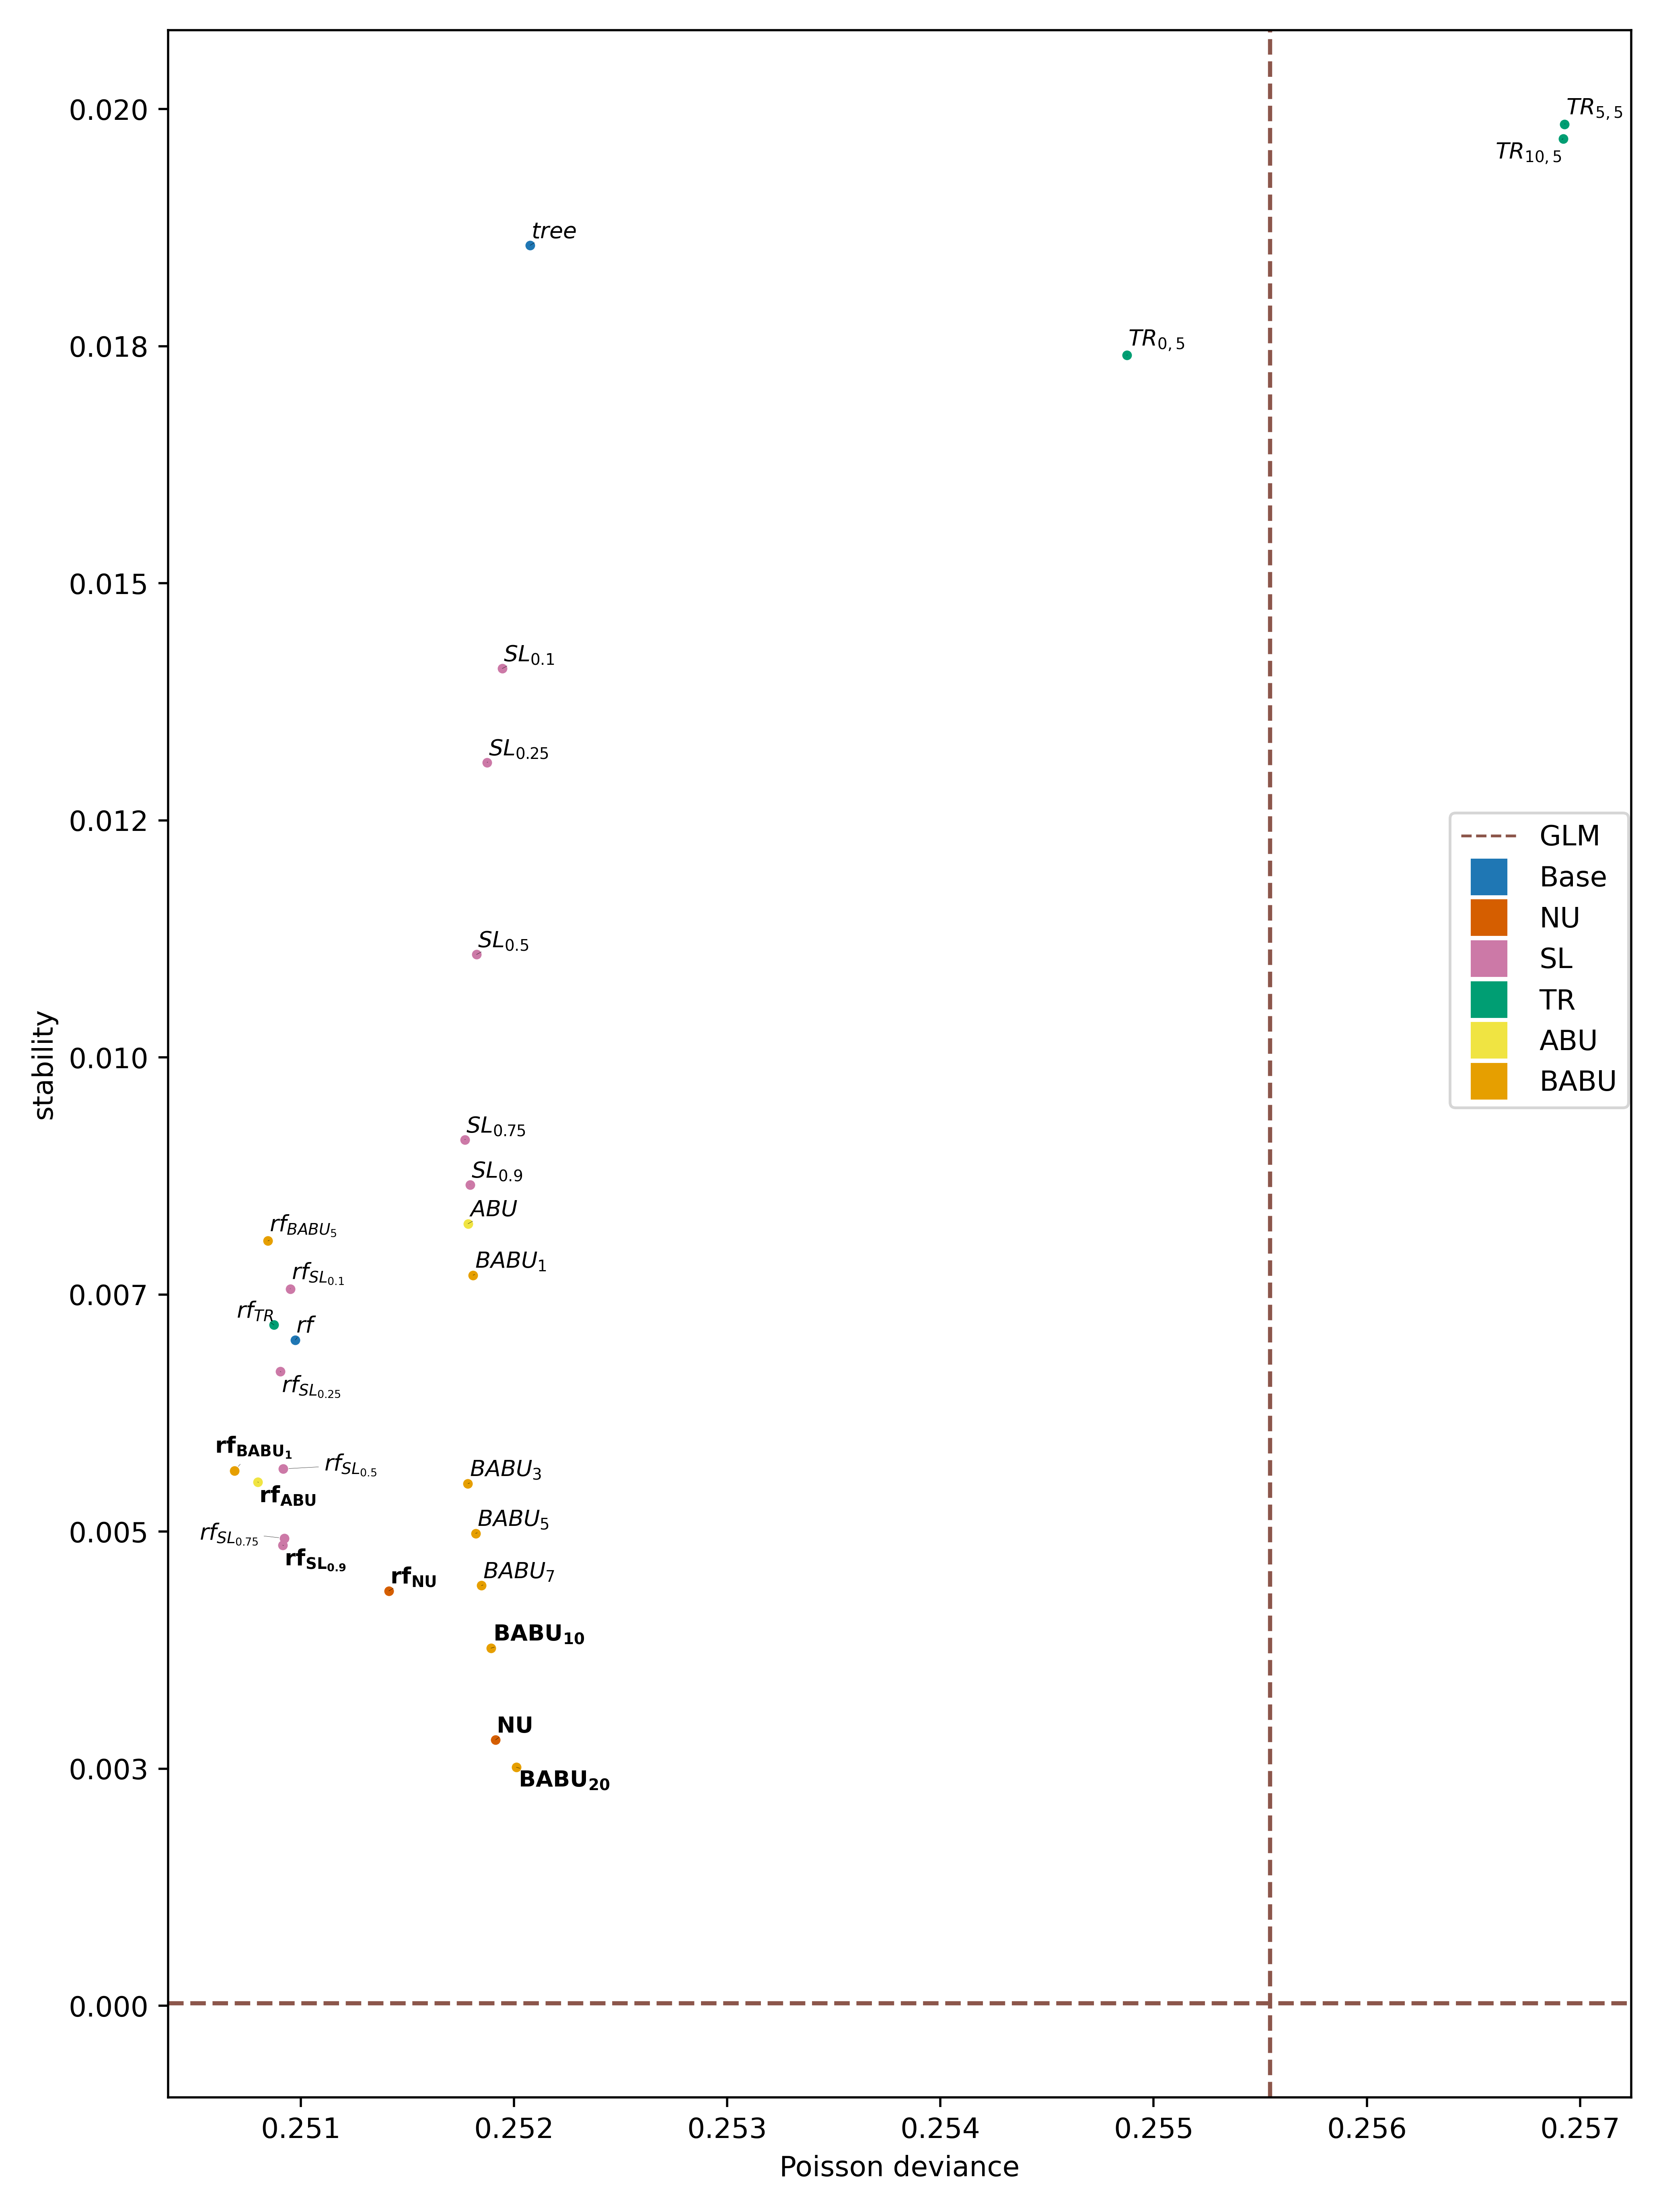 0.020
0.018
0.015
0.012
0.010
0.007
0.005
0.003
0.000
stability
TR5, 5
TR10, 5
tree
TR0, 5
SL0.1
SL0.25
SL0.5
SL0.75
SL0.9
ABU
rfBABU5
BABU1
rfSL0.1
rfTR
rf
rfSL0.25
rfBABU1
rfSL0.5
BABU3
rfABU
BABU5
rfSL0.75
rfSL0.9
rfNU
BABU7
BABU10
NU
BABU20
GLM
Base
NU
SL
TR
ABU
BABU
0.251 0.252 0.253 0.254 0.255 0.256 0.257
Poisson deviance